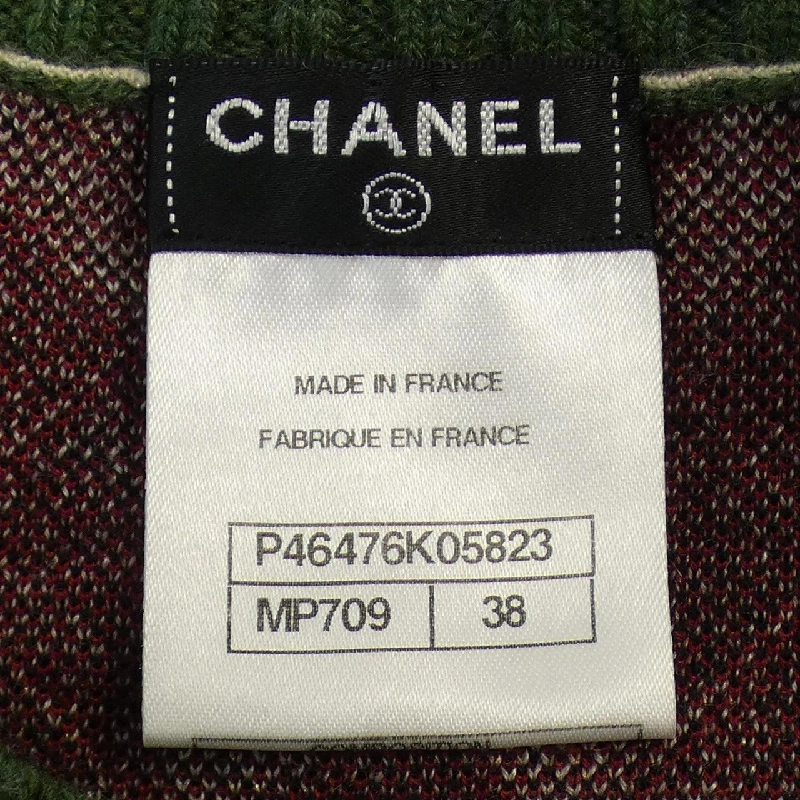 CHANEL
MADE IN FRANCE
FABRIQUE EN FRANCE
P46476K05823
MP709 38